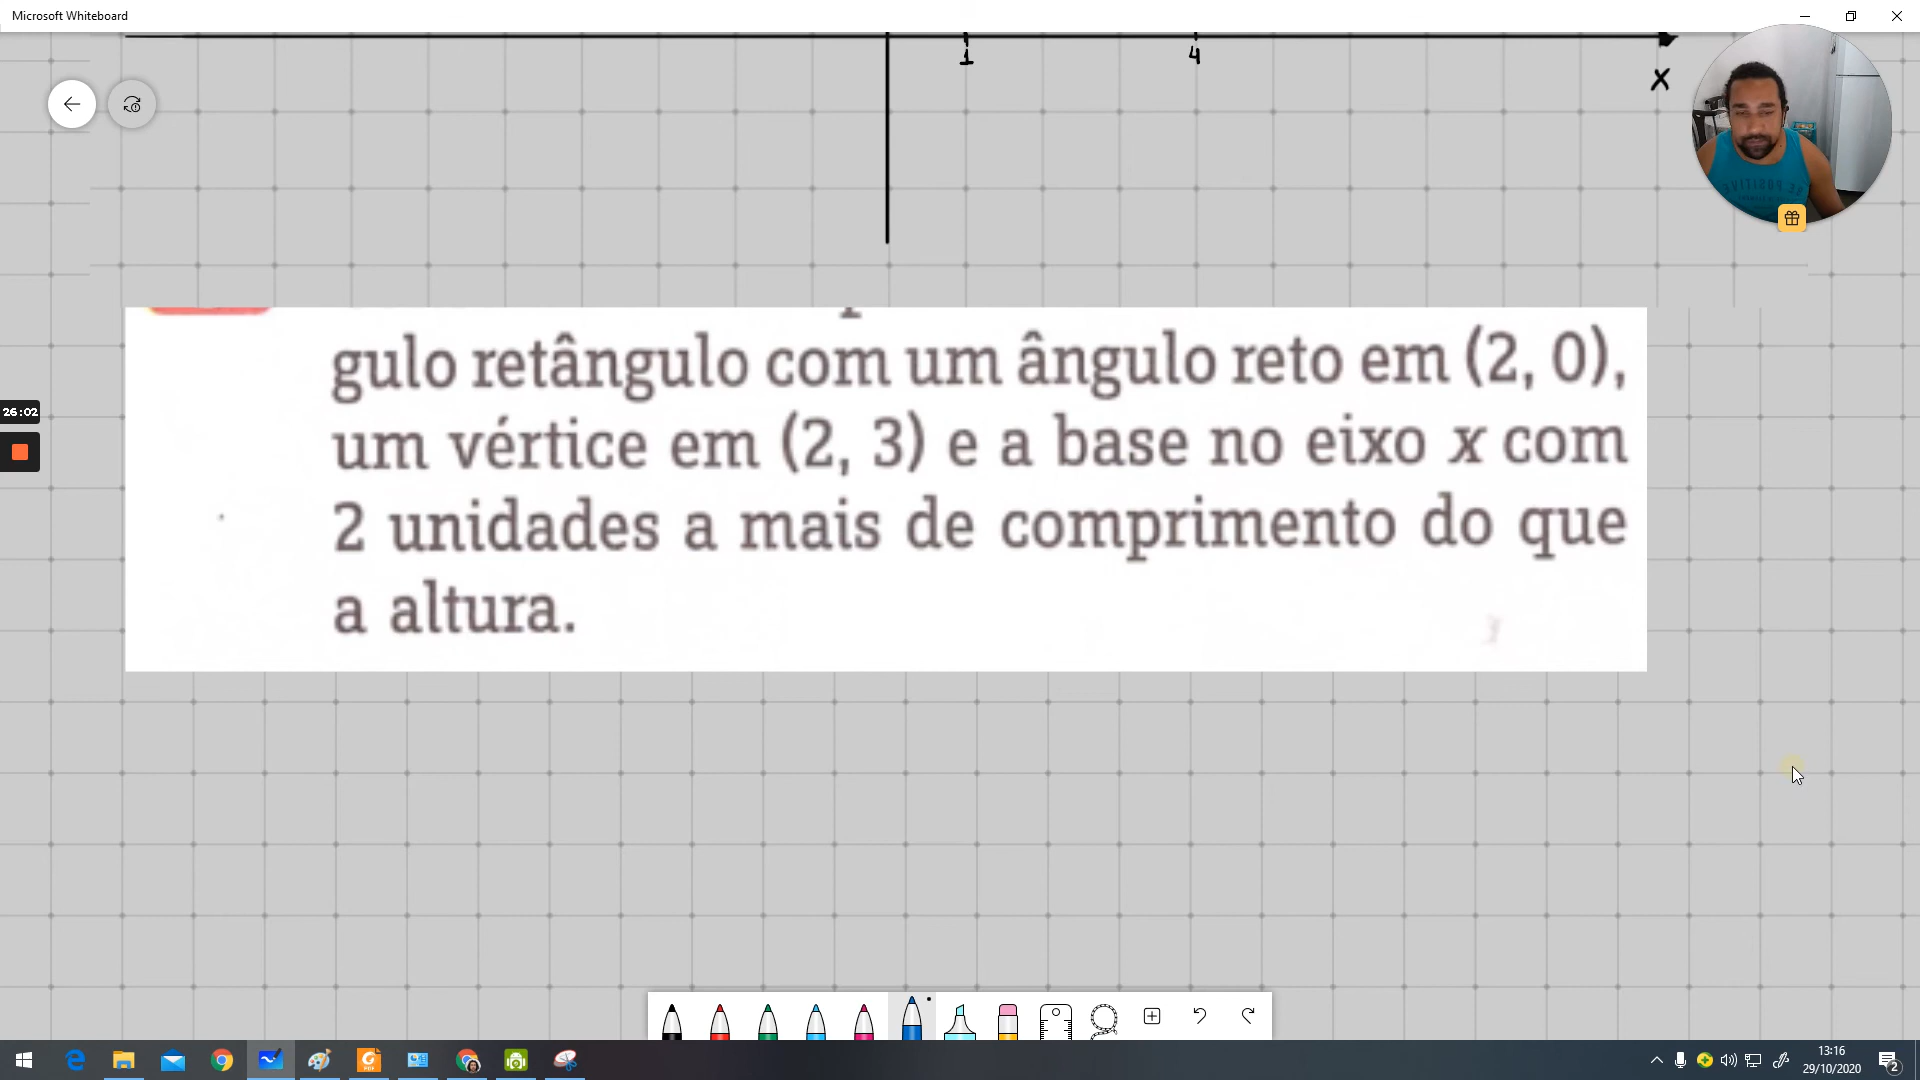 Microsoft Whiteboard
1
4
X
26:02
gulo retângulo com um ângulo reto em (2, 0),
um vértice em (2, 3) e a base no eixo x com
2 unidades a mais de comprimento do que
a altura.
13:16
29/10/2020
2